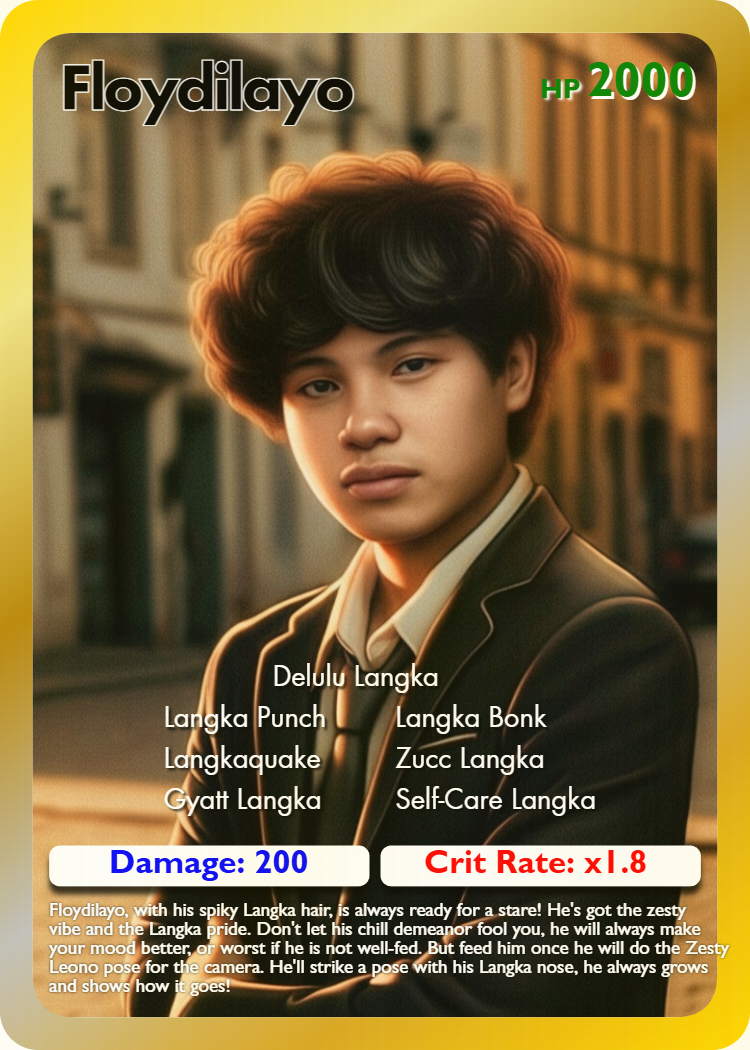 Floydilayo
HP 2000
Delulu Langka
Langka Punch Langka Bonk
Langkaquake Zucc Langka
Gyatt Langka Self-Care Langka
Damage: 200 Crit Rate: x1.8
Floydilayo, with his spiky Langka hair, is always ready for a stare! He's got the zesty
vibe and the Langka pride. Don't let his chill demeanor fool you, he will always make
your mood better, or worst if he is not well-fed. But feed him once he will do the Zesty
Leono pose for the camera. He'll strike a pose with his Langka nose, he always grows
and shows how it goes!